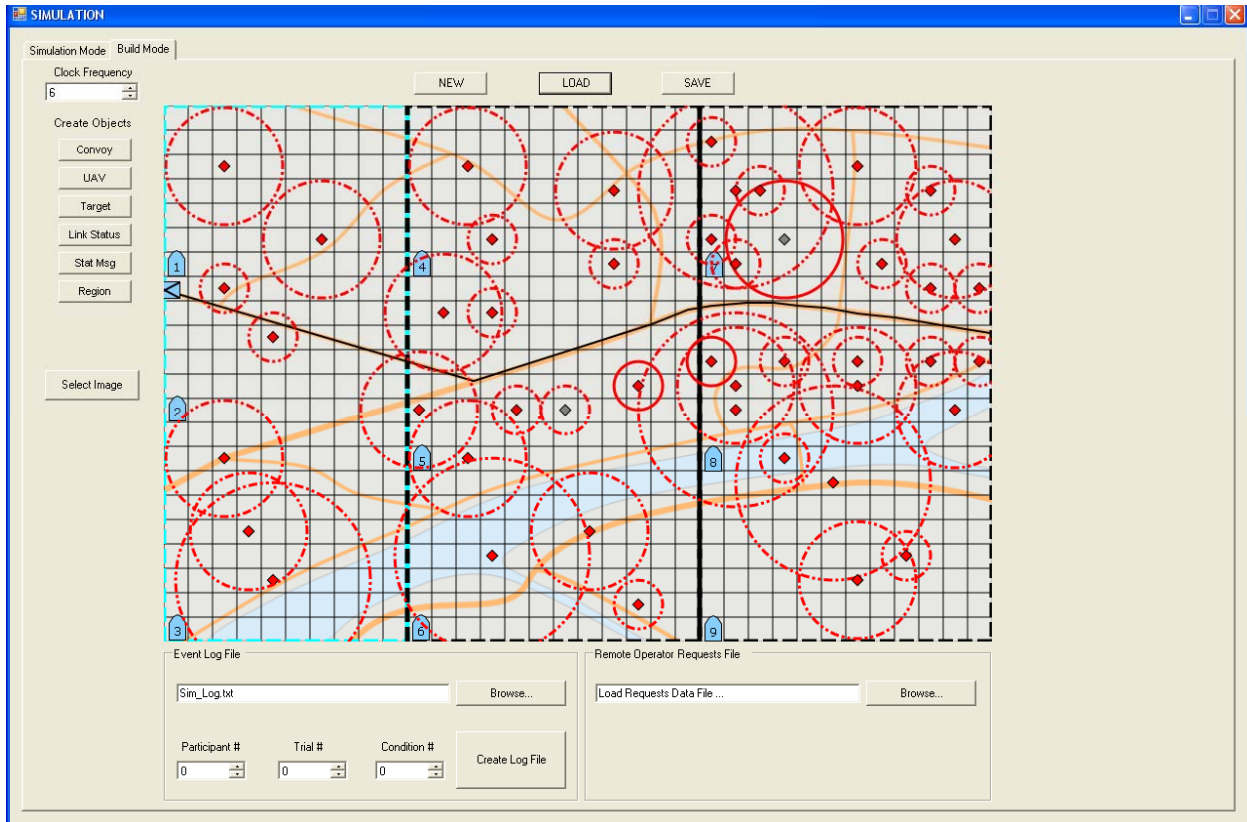 SIMULATION
Simulation Mode Build Mode
Clock Frequency
6
NEW LOAD SAVE
Create Objects
Convoy
UAV
Target
Link Status
Stat Msg
Region
Select Image
1 4 7
2 5 8
3 6 9
Event Log File
Sim_Log.txt
Browse...
Participant # Trial # Condition #
0 0 0
Create Log File
Remote Operator Requests File
Load Requests Data File ...
Browse...